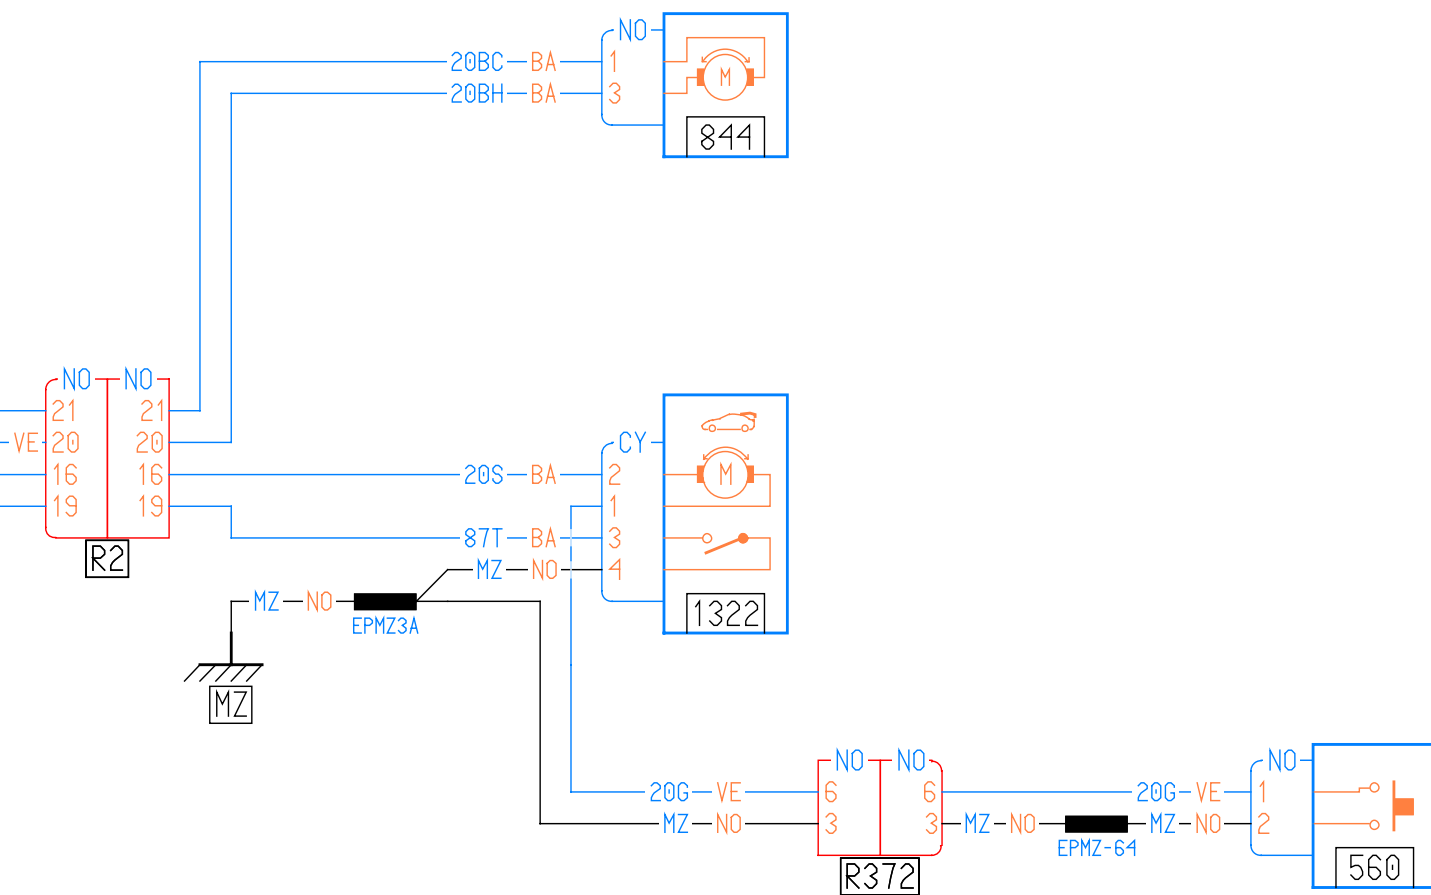 NO
20BC BA 1
M
20BH BA 3
844
NO NO
21 21
VE 20 20
CY
16 16 20S BA 2
M
19 19 1
87T BA 3
R2
MZ NO 4
MZ NO
1322
EPMZ3A
MZ
NO NO NO
20G VE 6 6 20G VE 1
MZ NO 3 3 MZ NO MZ NO 2
EPMZ-64
R372 560